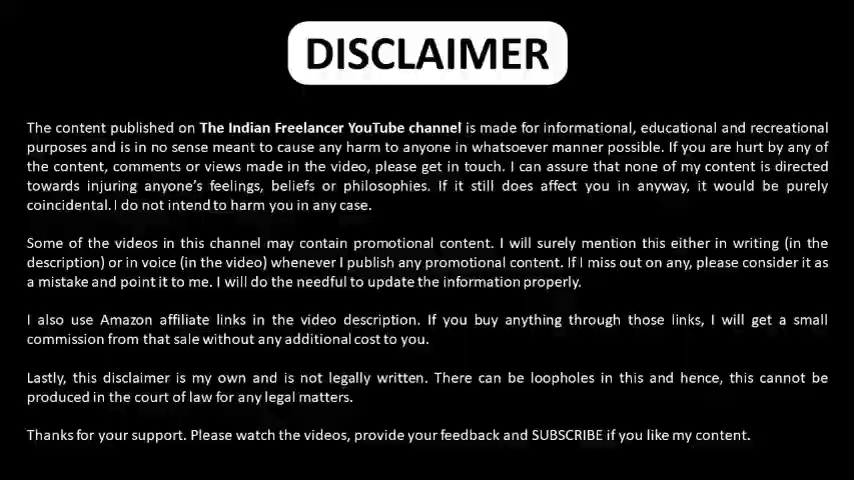 DISCLAIMER
The content published on The Indian Freelancer YouTube channel is made for informational, educational and recreational
purposes and is in no sense meant to cause any harm to anyone in whatsoever manner possible. If you are hurt by any of
the content, comments or views made in the video, please get in touch. I can assure that none of my content is directed
towards injuring anyone's feelings, beliefs or philosophies. If it still does affect you in anyway, it would be purely
coincidental. I do not intend to harm you in any case.
Some of the videos in this channel may contain promotional content. I will surely mention this either in writing (in the
description) or in voice (in the video) whenever I publish any promotional content. If I miss out on any, please consider it as
a mistake and point it to me. I will do the needful to update the information properly.
I also use Amazon affiliate links in the video description. If you buy anything through those links, I will get a small
commission from that sale without any additional cost to you.
Lastly, this disclaimer is my own and is not legally written. There can be loopholes in this and hence, this cannot be
produced in the court of law for any legal matters.
Thanks for your support. Please watch the videos, provide your feedback and SUBSCRIBE if you like my content.